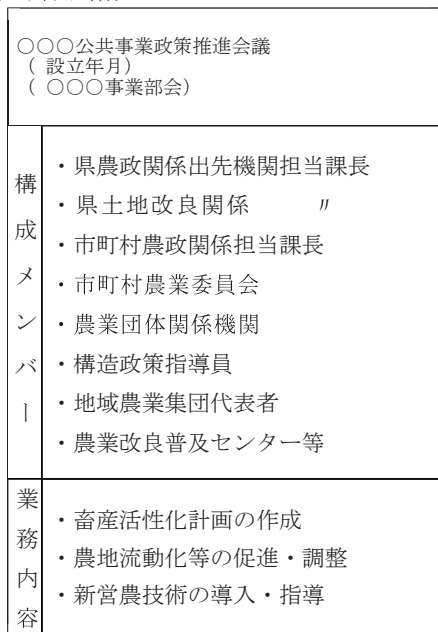 ○○○公共事業政策推進会議
( 設立年月)
( ○○○事業部会)
構成メンバー
・県農政関係出先機関担当課長
・県土地改良関係　　〃
・市町村農政関係担当課長
・市町村農業委員会
・農業団体関係機関
・構造政策指導員
・地域農業集団代表者
・農業改良普及センター等
業務内容
・畜産活性化計画の作成
・農地流動化等の促進・調整
・新営農技術の導入・指導